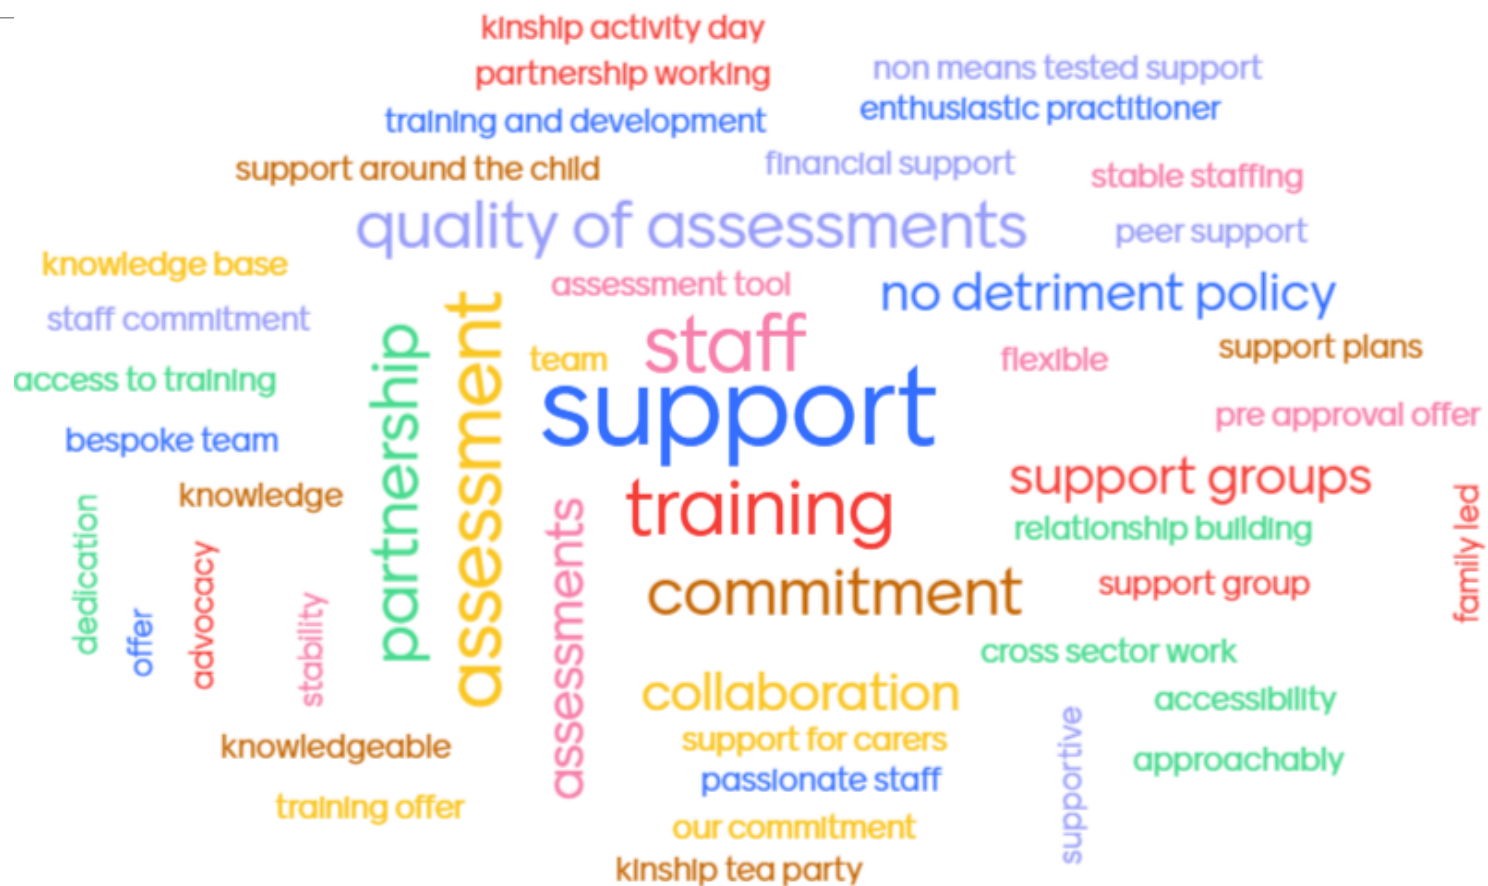 kinship activity day
partnership working
non means tested support
training and development
enthusiastic practitioner
support around the child
financial support
stable staffing
quality of assessments
peer support
knowledge base
assessment tool
no detriment policy
staff commitment
partnership
assessment
team
staff
flexible
support plans
access to training
support
pre approval offer
bespoke team
knowledge
training
support groups
relationship building
family led
dedication
offer
advocacy
stability
assessments
commitment
support group
cross sector work
collaboration
accessibility
knowledgeable
support for carers
supportive
approachably
passionate staff
training offer
our commitment
kinship tea party